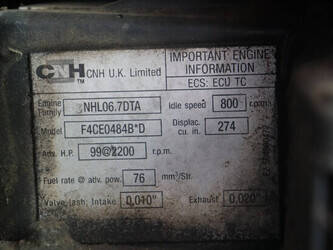 CNH™ CNH U.K. Limited
IMPORTANT ENGINE
INFORMATION
ECS: ECU TC
Engine Family NHL06.7DTA Idle speed 800 r.p.m.
Model F4CE0484B*D Displac. cu. in. 274
Adv. H.P. 99@2200 r.p.m.
Fuel rate @ adv. pow. 76 mm³/Str.
Valve lash: Intake 0,010" Exhaust 0,020"